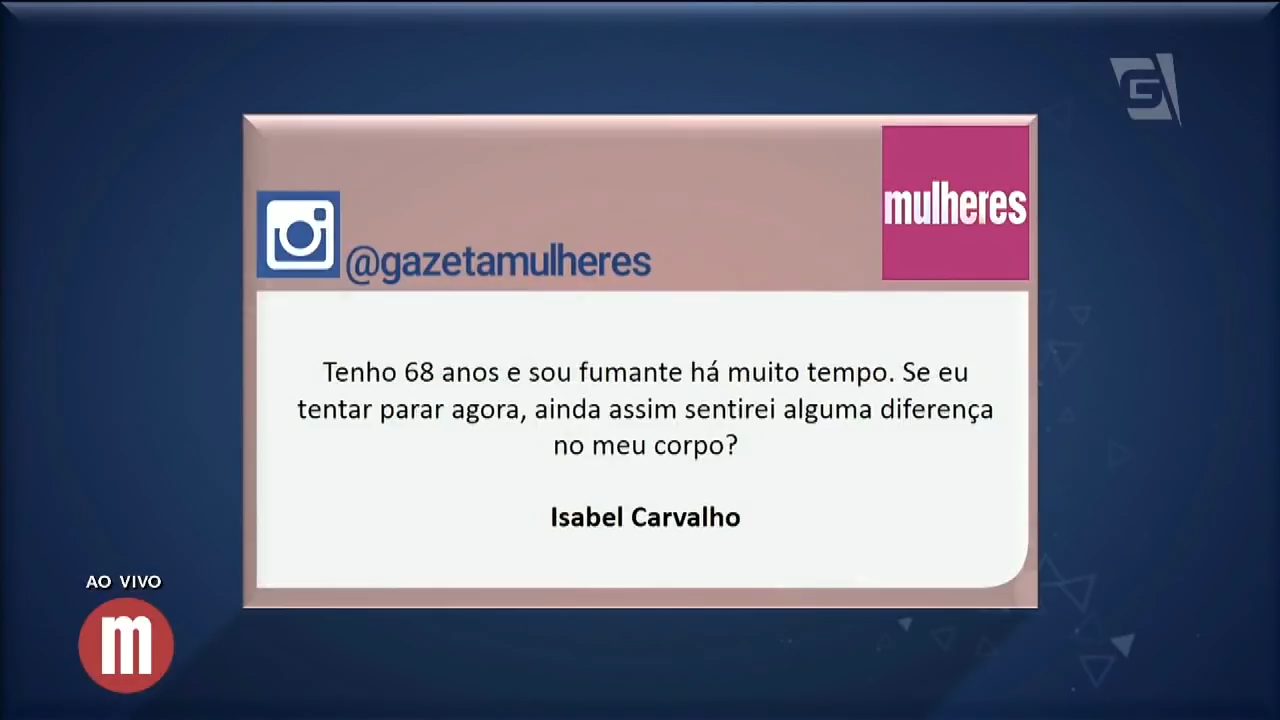 G
mulheres
@gazetamulheres
Tenho 68 anos e sou fumante há muito tempo. Se eu
tentar parar agora, ainda assim sentirei alguma diferença
no meu corpo?
Isabel Carvalho
AO VIVO
m